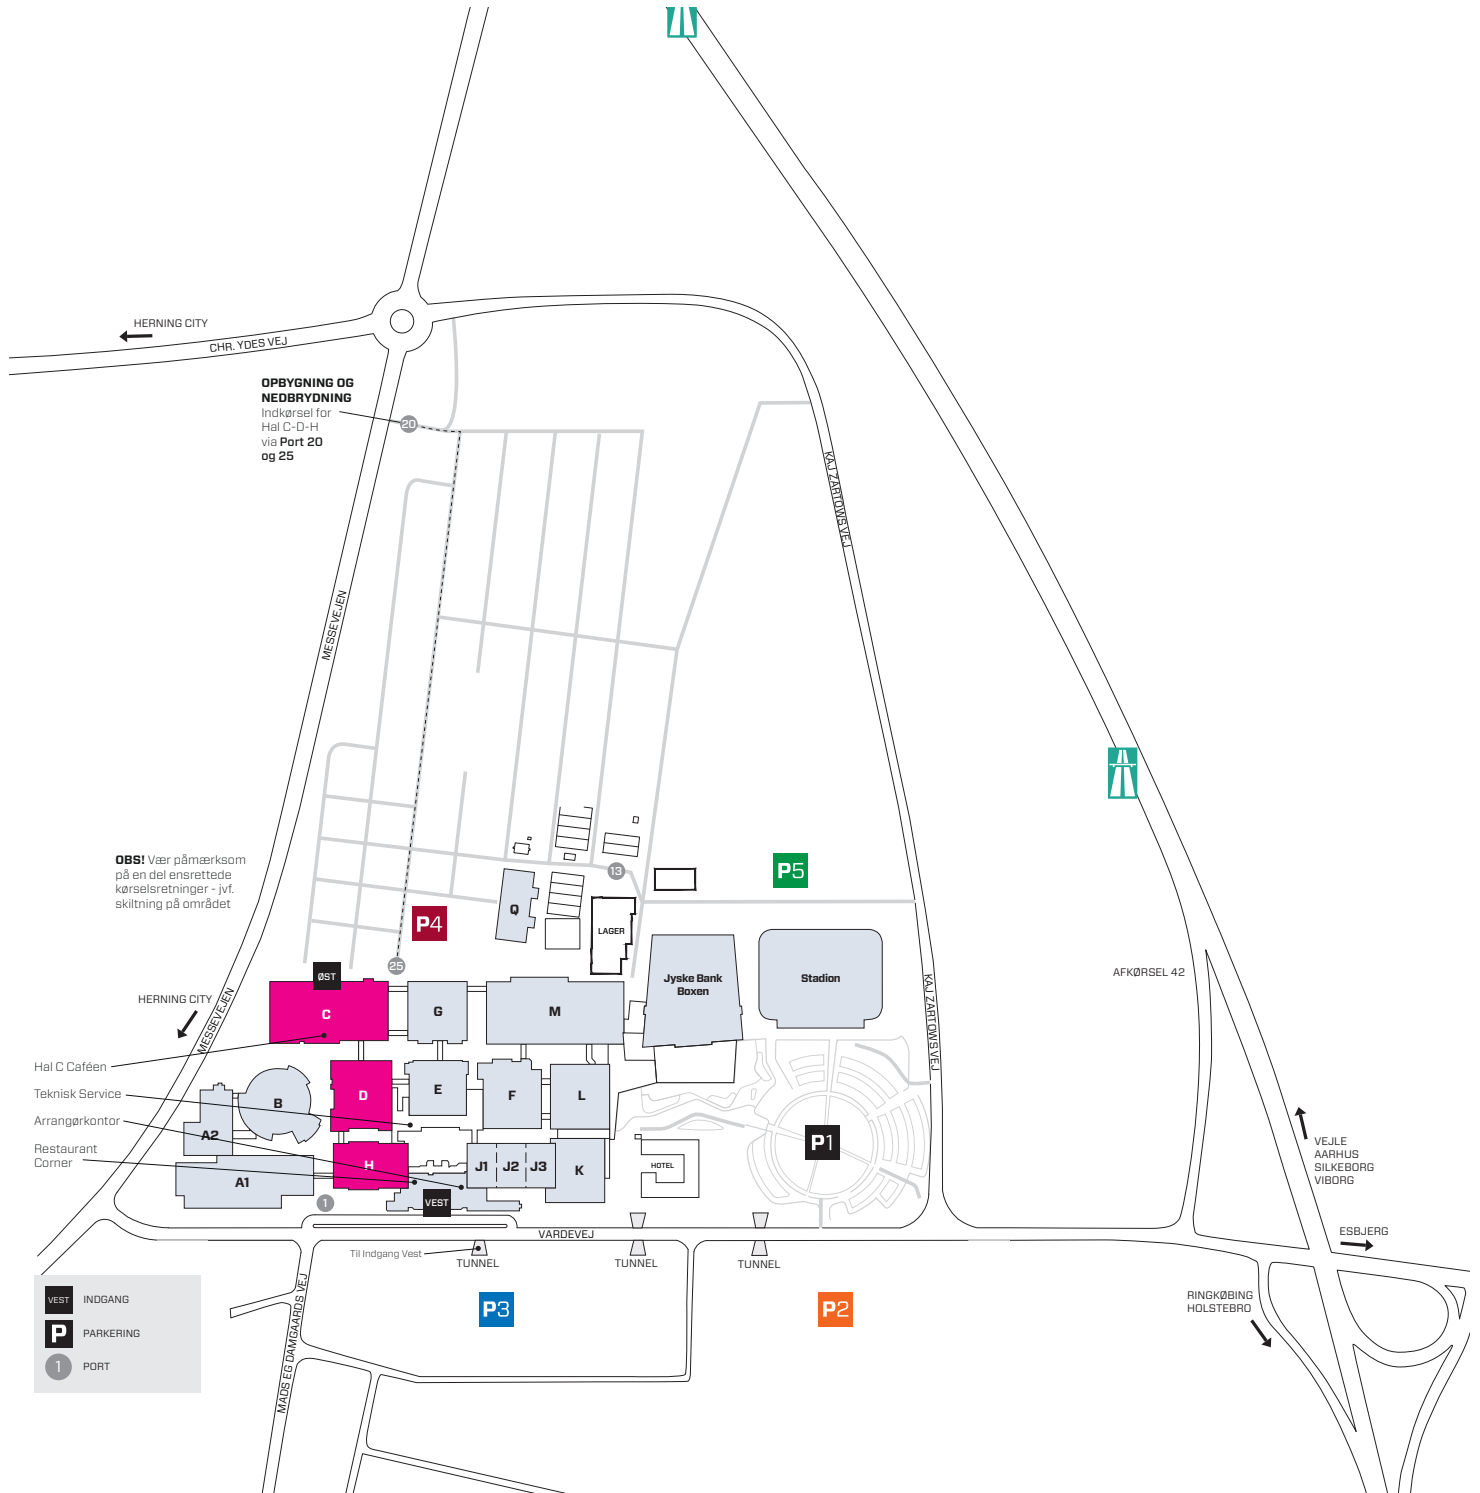 HERNING CITY
CHR. YDES VEJ
OPBYGNING OG
NEDBRYDNING
Indkørsel for
Hal C-D-H
via Port 20
og 25
20
KAJ ZARTOWS VEJ
MESSEVEJEN
OBS! Vær påmærksom
på en del ensrettede
kørselsretninger - jvf.
skiltning på området
13
P5
Q
P4
LAGER
25
ØST
Jyske Bank
Boxen
Stadion
AFKØRSEL 42
HERNING CITY
MESSEVEJEN
C
G
M
KAJ ZARTOWS VEJ
Hal C Caféen
Teknisk Service
Arrangørkontor
Restaurant
Corner
B
D
E
F
L
A2
P1
VEJLE
AARHUS
SILKEBORG
VIBORG
A1
H
J1
J2
J3
K
HOTEL
1
VEST
VARDEVEJ
ESBJERG
Til Indgang Vest
TUNNEL
TUNNEL
TUNNEL
VEST INDGANG
P PARKERING
1 PORT
MADS EG DAMGAARDS VEJ
P3
P2
RINGKØBING
HOLSTEBRO